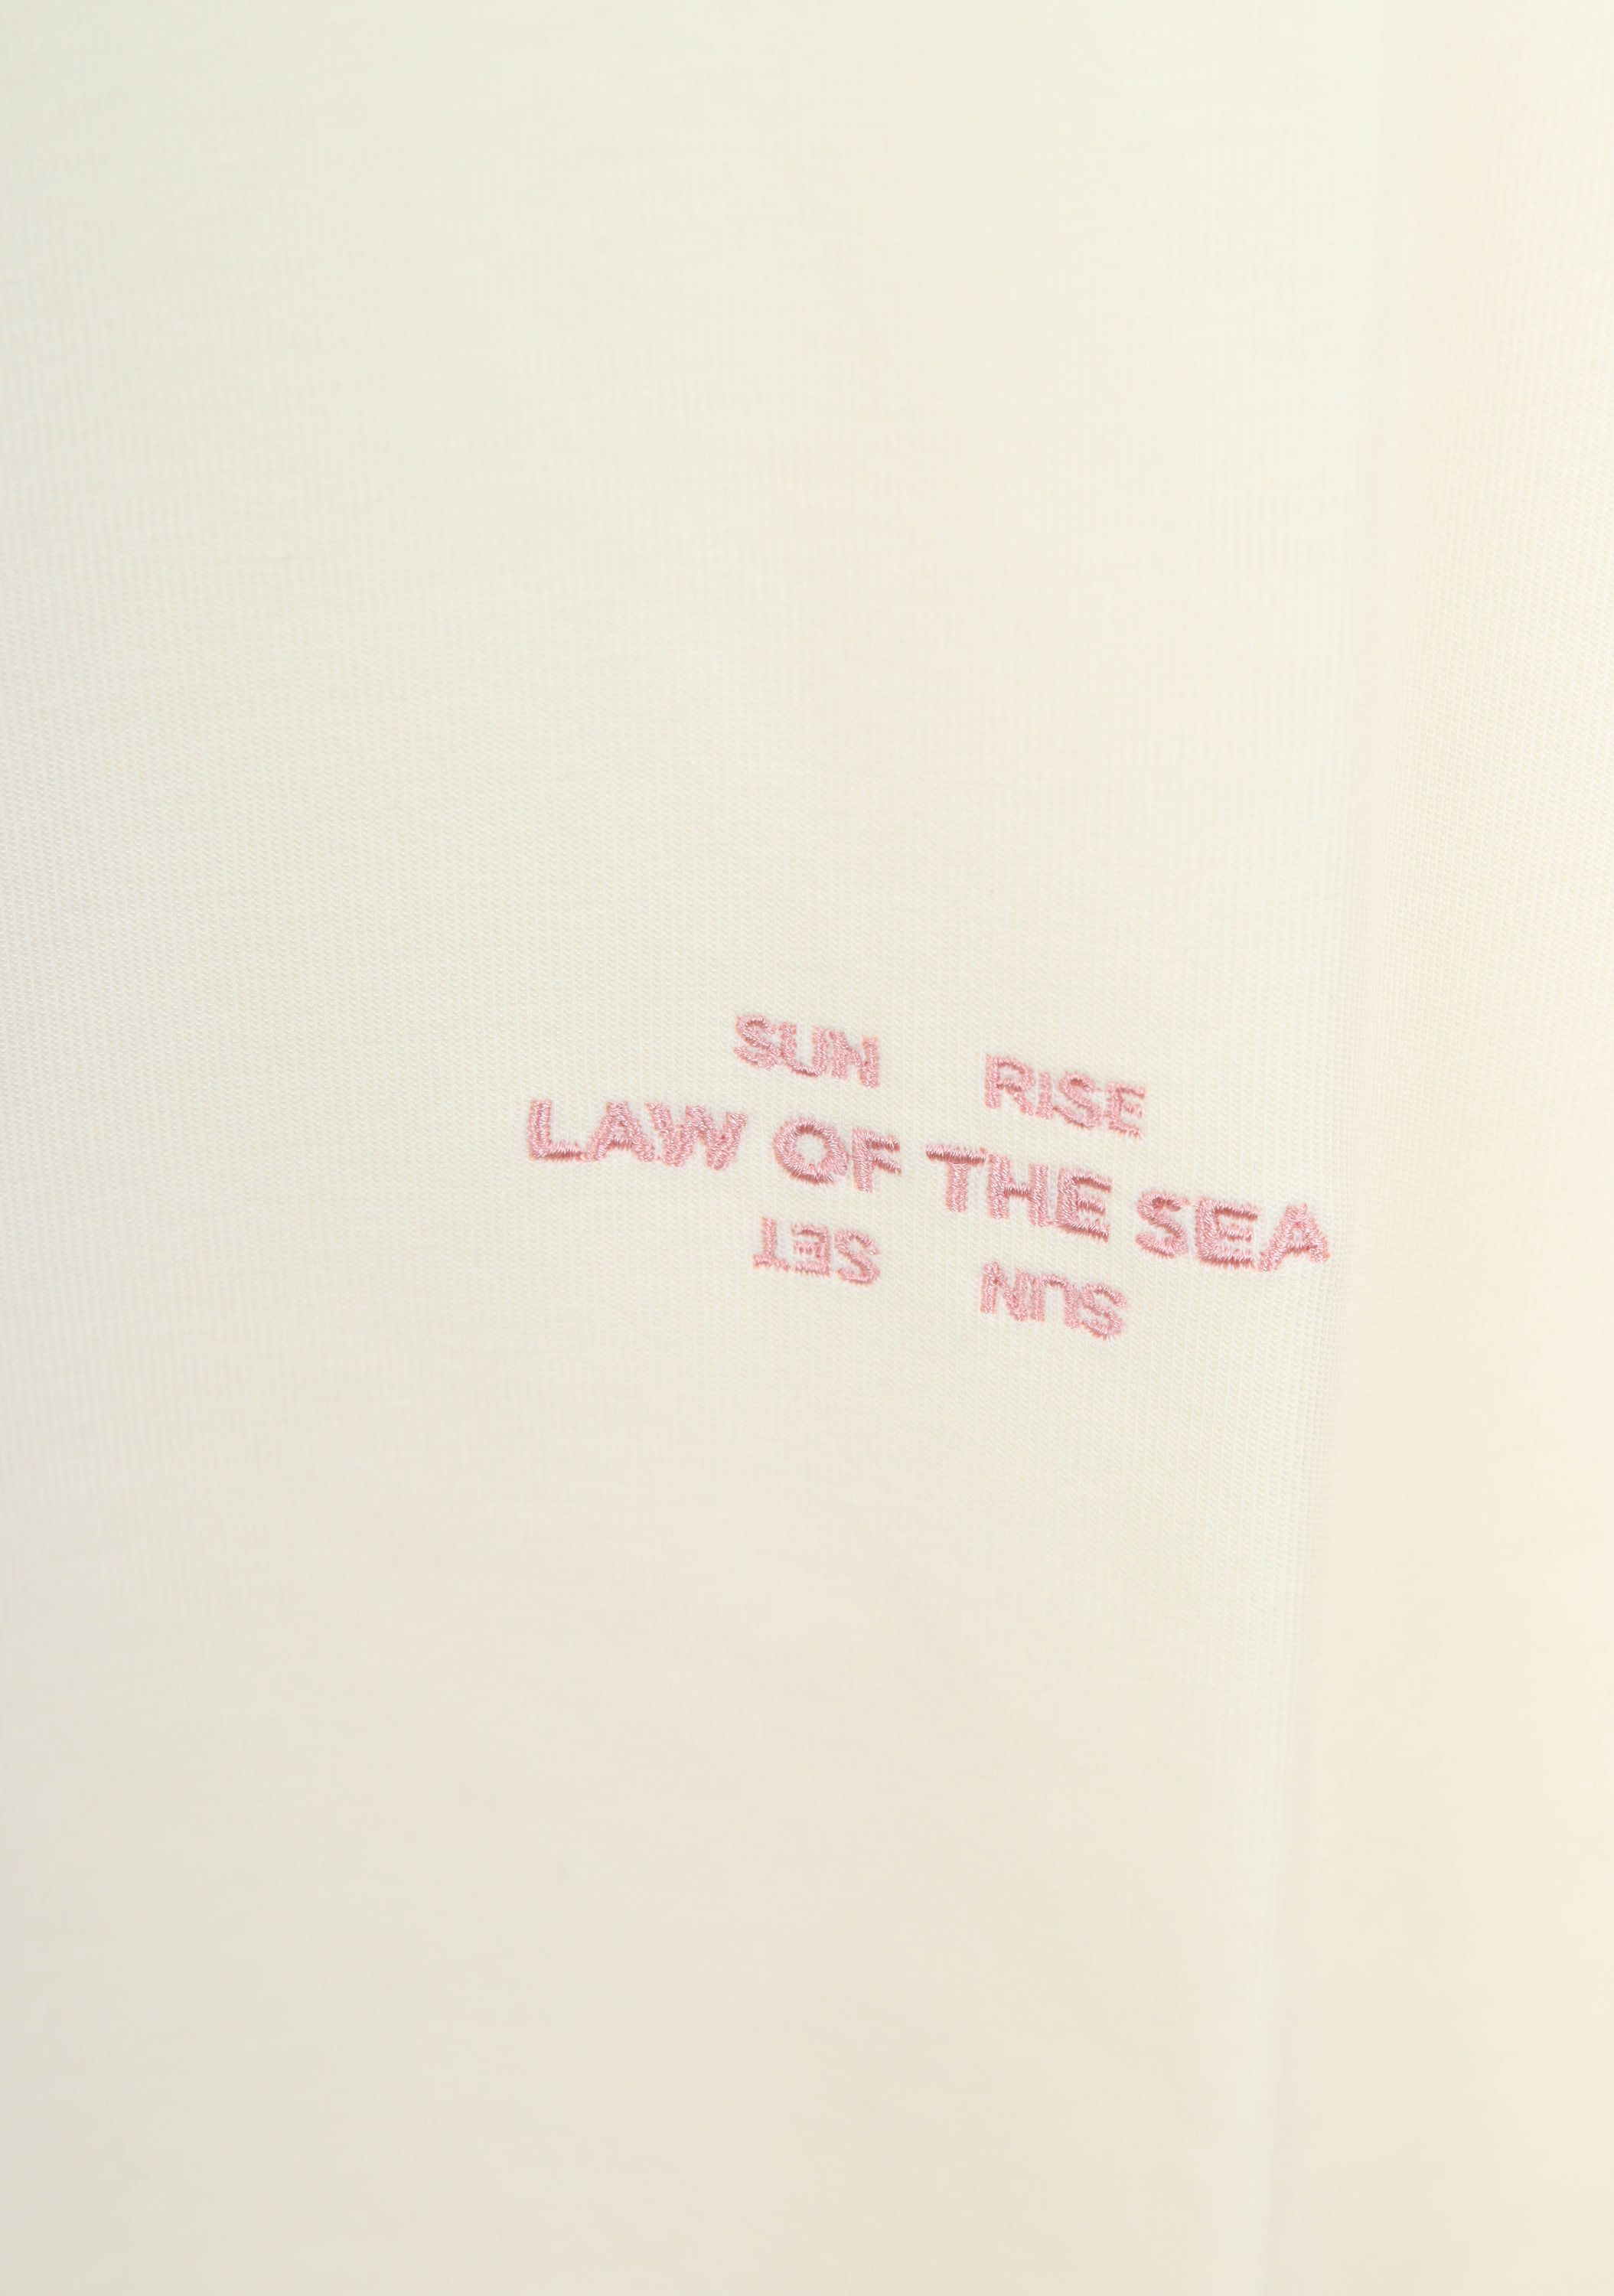 SUN RISE
LAW OF THE SEA
SUN SET